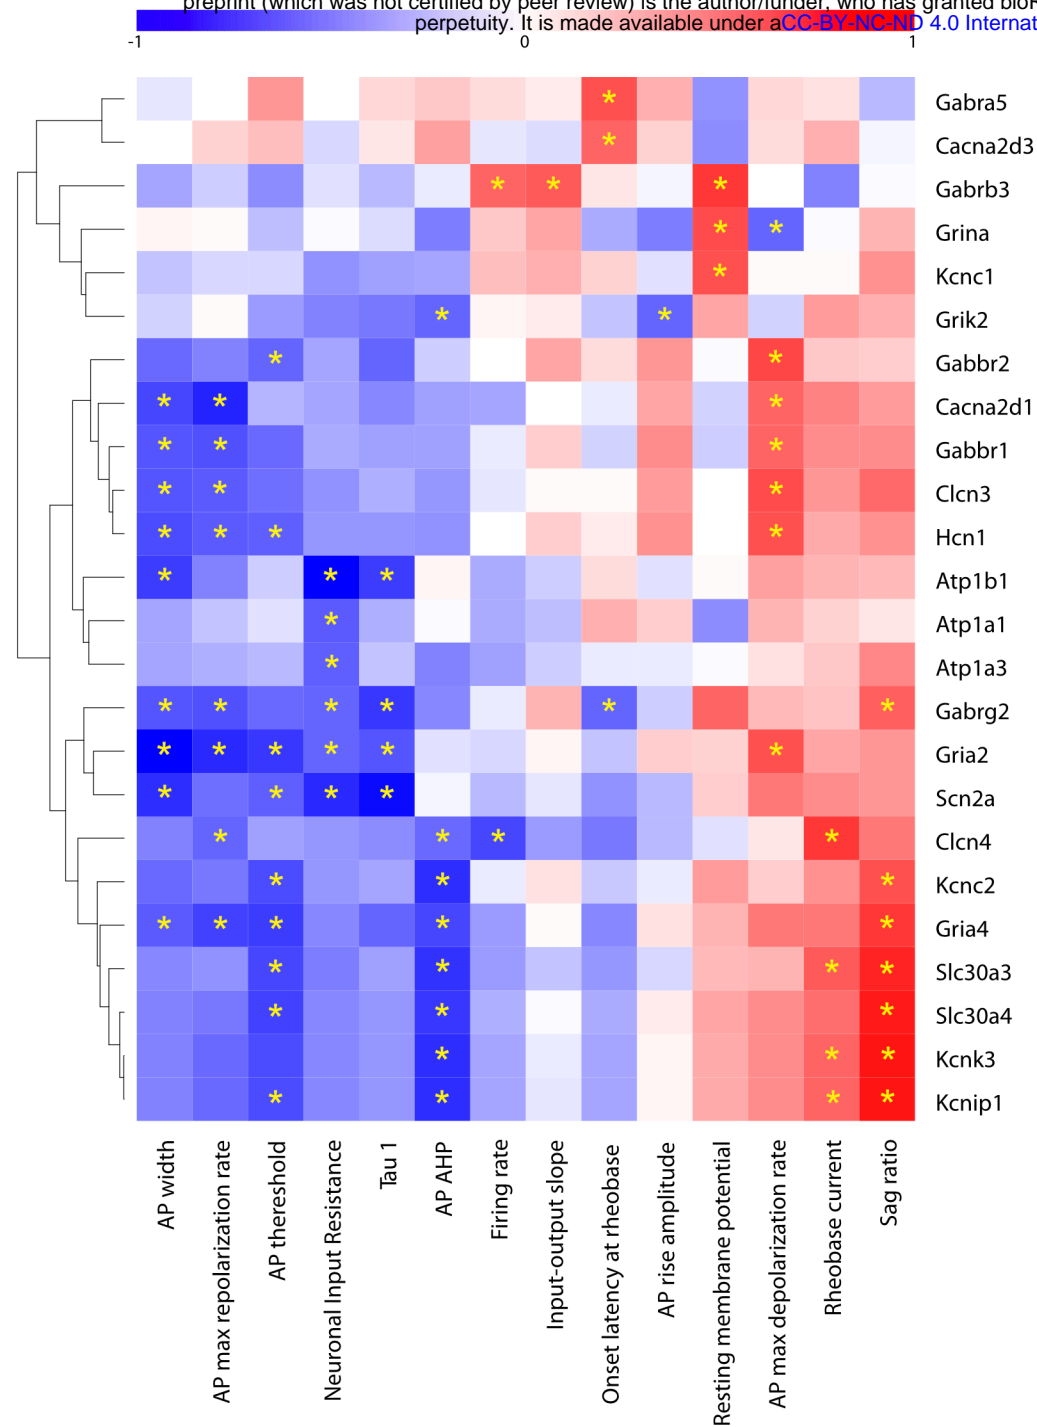 preprint (which was not certified by peer review) is the author/funder, who has granted bioR
perpetuity. It is made available under aCC-BY-NC-ND 4.0 Internat
-1 0 1
Gabra5
*
Cacna2d3
*
Gabrb3
* * *
Grina
* *
Kcnc1
*
Grik2
* *
Gabbr2
* *
Cacna2d1
* * *
Gabbr1
* * *
Clcn3
* * *
Hcn1
* * * *
Atp1b1
* * *
Atp1a1
*
Atp1a3
*
Gabrg2
* * * * * *
Gria2
* * * * * *
Scn2a
* * * *
Clcn4
* * * *
Kcnc2
* * *
Gria4
* * * * *
Slc30a3
* * * *
Slc30a4
* * *
Kcnk3
* * *
Kcnip1
* * * *
AP width
AP max repolarization rate
AP thereshold
Neuronal Input Resistance
Tau 1
AP AHP
Firing rate
Input-output slope
Onset latency at rheobase
AP rise amplitude
Resting membrane potential
AP max depolarization rate
Rheobase current
Sag ratio